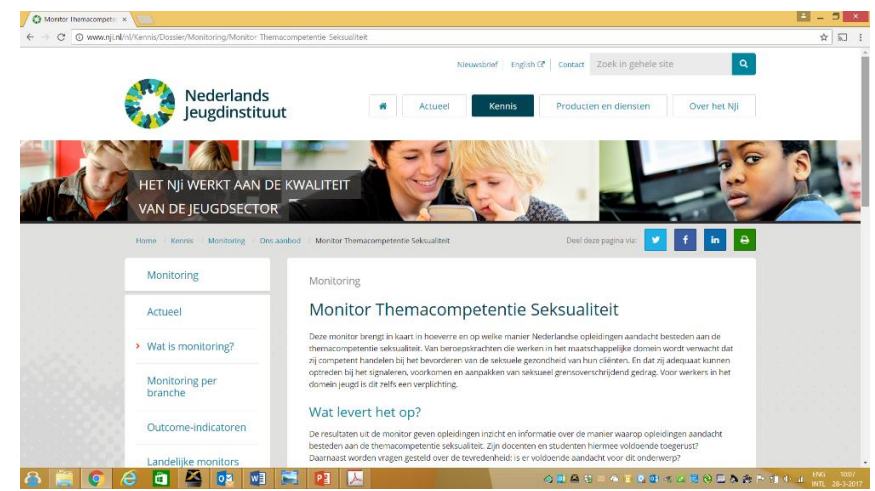 Monitor Themacompete
www.nji.nl/nl/Kennis/Dossier/Monitoring/Monitor Themacompetentie Seksualiteit
Nieuwsbrief English Contact Zoek in gehele site
Nederlands
Jeugdinstituut
Actueel Kennis Producten en diensten Over het NJi
HET NJi WERKT AAN DE KWALITEIT
VAN DE JEUGDSECTOR
Home / Kennis / Monitoring / Ons aanbod / Monitor Themacompetentie Seksualiteit Deel deze pagina via:
Monitoring
Actueel
Wat is monitoring?
Monitoring per
branche
Outcome-indicatoren
Landelijke monitors
Monitoring
Monitor Themacompetentie Seksualiteit
Deze monitor brengt in kaart in hoeverre en op welke manier Nederlandse opleidingen aandacht besteden aan de
themacompetentie seksualiteit. Van beroepskrachten die werken in het maatschappelijke domein wordt verwacht dat
zij competent handelen bij het bevorderen van de seksuele gezondheid van hun cliënten. En dat zij adequaat kunnen
optreden bij het signaleren, voorkomen en aanpakken van seksueel grensoverschrijdend gedrag. Voor werkers in het
domein jeugd is dit zelfs een verplichting.
Wat levert het op?
De resultaten uit de monitor geven opleidingen inzicht en informatie over de manier waarop opleidingen aandacht
besteden aan de themacompetentie seksualiteit. Zijn docenten en studenten hiermee voldoende toegerust?
Daarnaast worden vragen gesteld over de tevredenheid: is er voldoende aandacht voor dit onderwerp?
ENG 10:07
INTL 28-3-2017